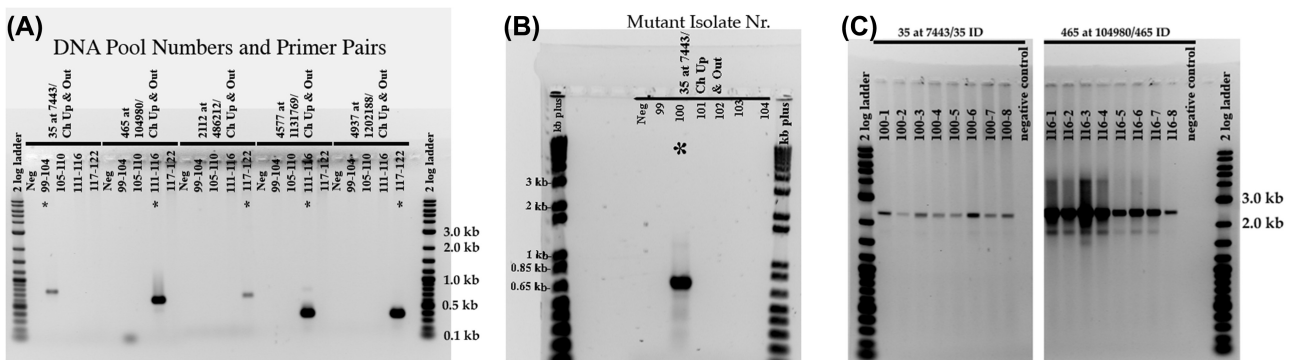 (A)
DNA Pool Numbers and Primer Pairs
2 log ladder
35 at 7443/
Ch Up & Out
Neg
99-104
105-110
111-116
117-122
465 at
104980/
Ch Up & Out
Neg
99-104
105-110
111-116
117-122
2112 at
486212/
Ch Up & Out
Neg
99-104
105-110
111-116
117-122
4577 at
1131769/
Ch Up & Out
Neg
99-104
105-110
111-116
117-122
4937 at
1202188/
Ch Up & Out
Neg
99-104
105-110
111-116
117-122
2 log ladder
* * * * *
3.0 kb
2.0 kb
1.0 kb
0.5 kb
0.1 kb
(B)
Mutant Isolate Nr.
35 at 7443/
Ch Up
& Out
kb plus
Neg
99
100
101
102
103
104
kb plus
*
3 kb
2 kb
1 kb
0.85 kb
0.65 kb
(C)
35 at 7443/35 ID
2 log ladder
100-1
100-2
100-3
100-4
100-5
100-6
100-7
100-8
negative control
465 at 104980/465 ID
116-1
116-2
116-3
116-4
116-5
116-6
116-7
116-8
negative control
2 log ladder
3.0 kb
2.0 kb